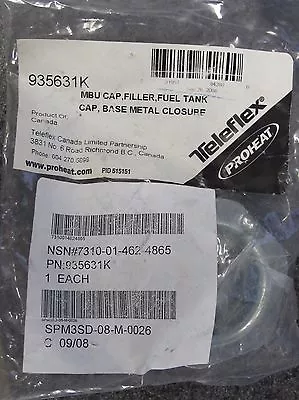 935631K
MBU CAP,FILLER,FUEL TANK
CAP, BASE METAL CLOSURE
Product Of:
Canada
Teleflex Canada Limited Partnership
3831 No. 6 Road Richmond B.C., Canada
Phone: 604.270.6899
www.proheat.com PID 515151
Teleflex®
PROHEAT
7310014624865
NSN#7310-01-462-4865
PN:935631K
1 EACH
SPM3SD-08-M-0026
C 09/08